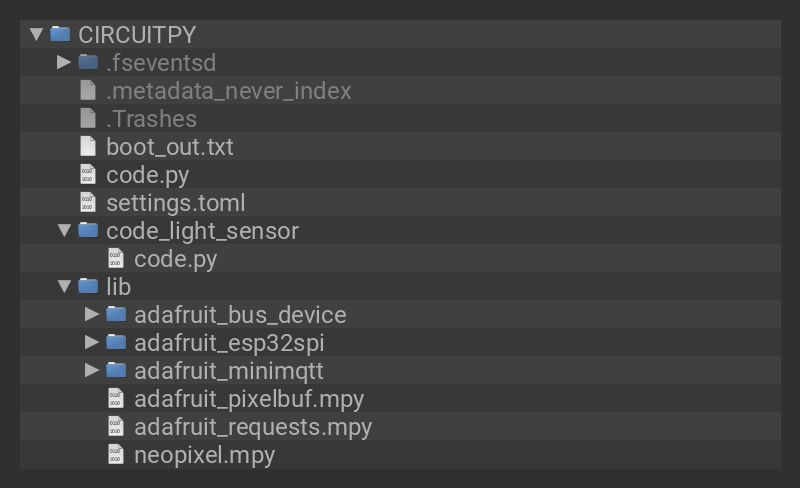 CIRCUITPY
.fseventsd
.metadata_never_index
.Trashes
boot_out.txt
code.py
settings.toml
code_light_sensor
code.py
lib
adafruit_bus_device
adafruit_esp32spi
adafruit_minimqtt
adafruit_pixelbuf.mpy
adafruit_requests.mpy
neopixel.mpy